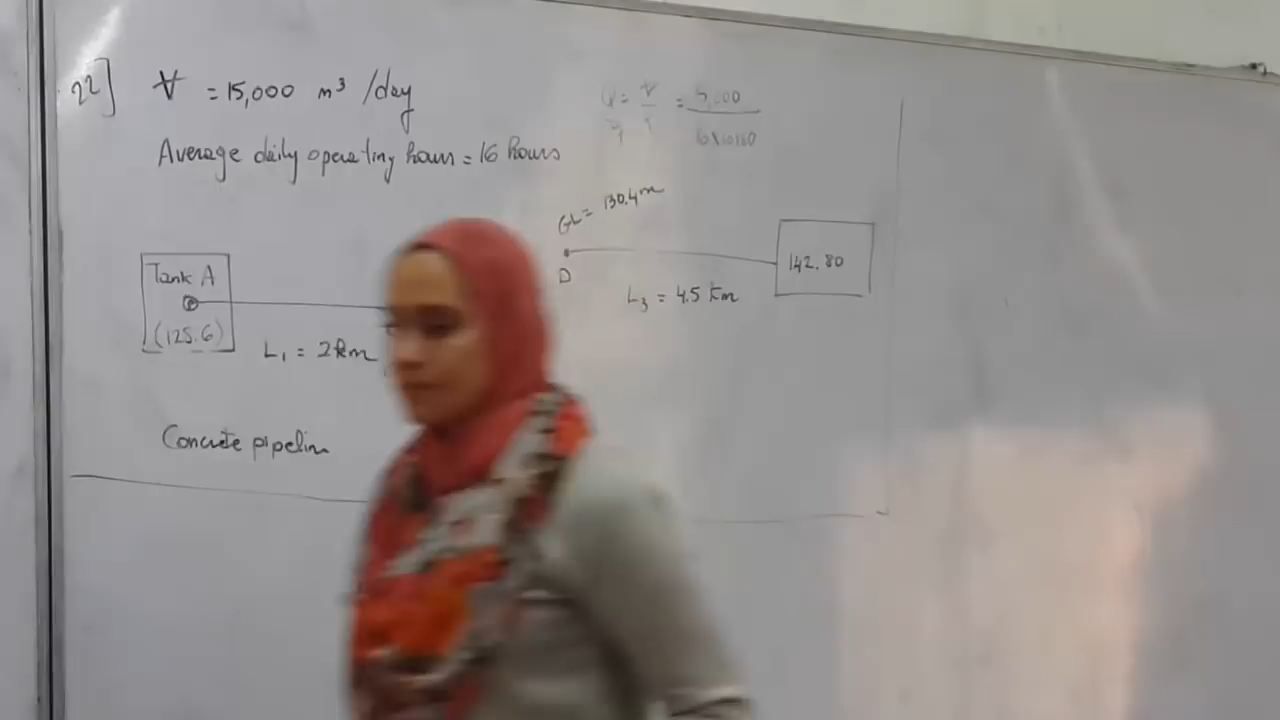 22] V = 15,000 m³ /day
Average daily operating hours = 16 hours
GL = 130.4m
Tank A
(125.6)
L₁ = 2km
D
L₃ = 4.5 km
142.80
Concrete pipeline